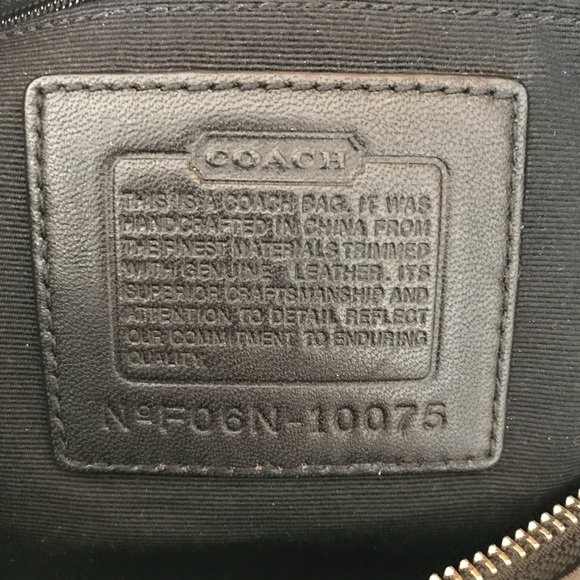 COACH
THIS IS A COACH BAG. IT WAS
HANDCRAFTED IN CHINA FROM
THE FINEST MATERIALS TRIMMED
WITH GENUINE LEATHER. ITS
SUPERIOR CRAFTSMANSHIP AND
ATTENTION TO DETAIL REFLECT
OUR COMMITMENT TO ENDURING
QUALITY.
Nº F06N-10075